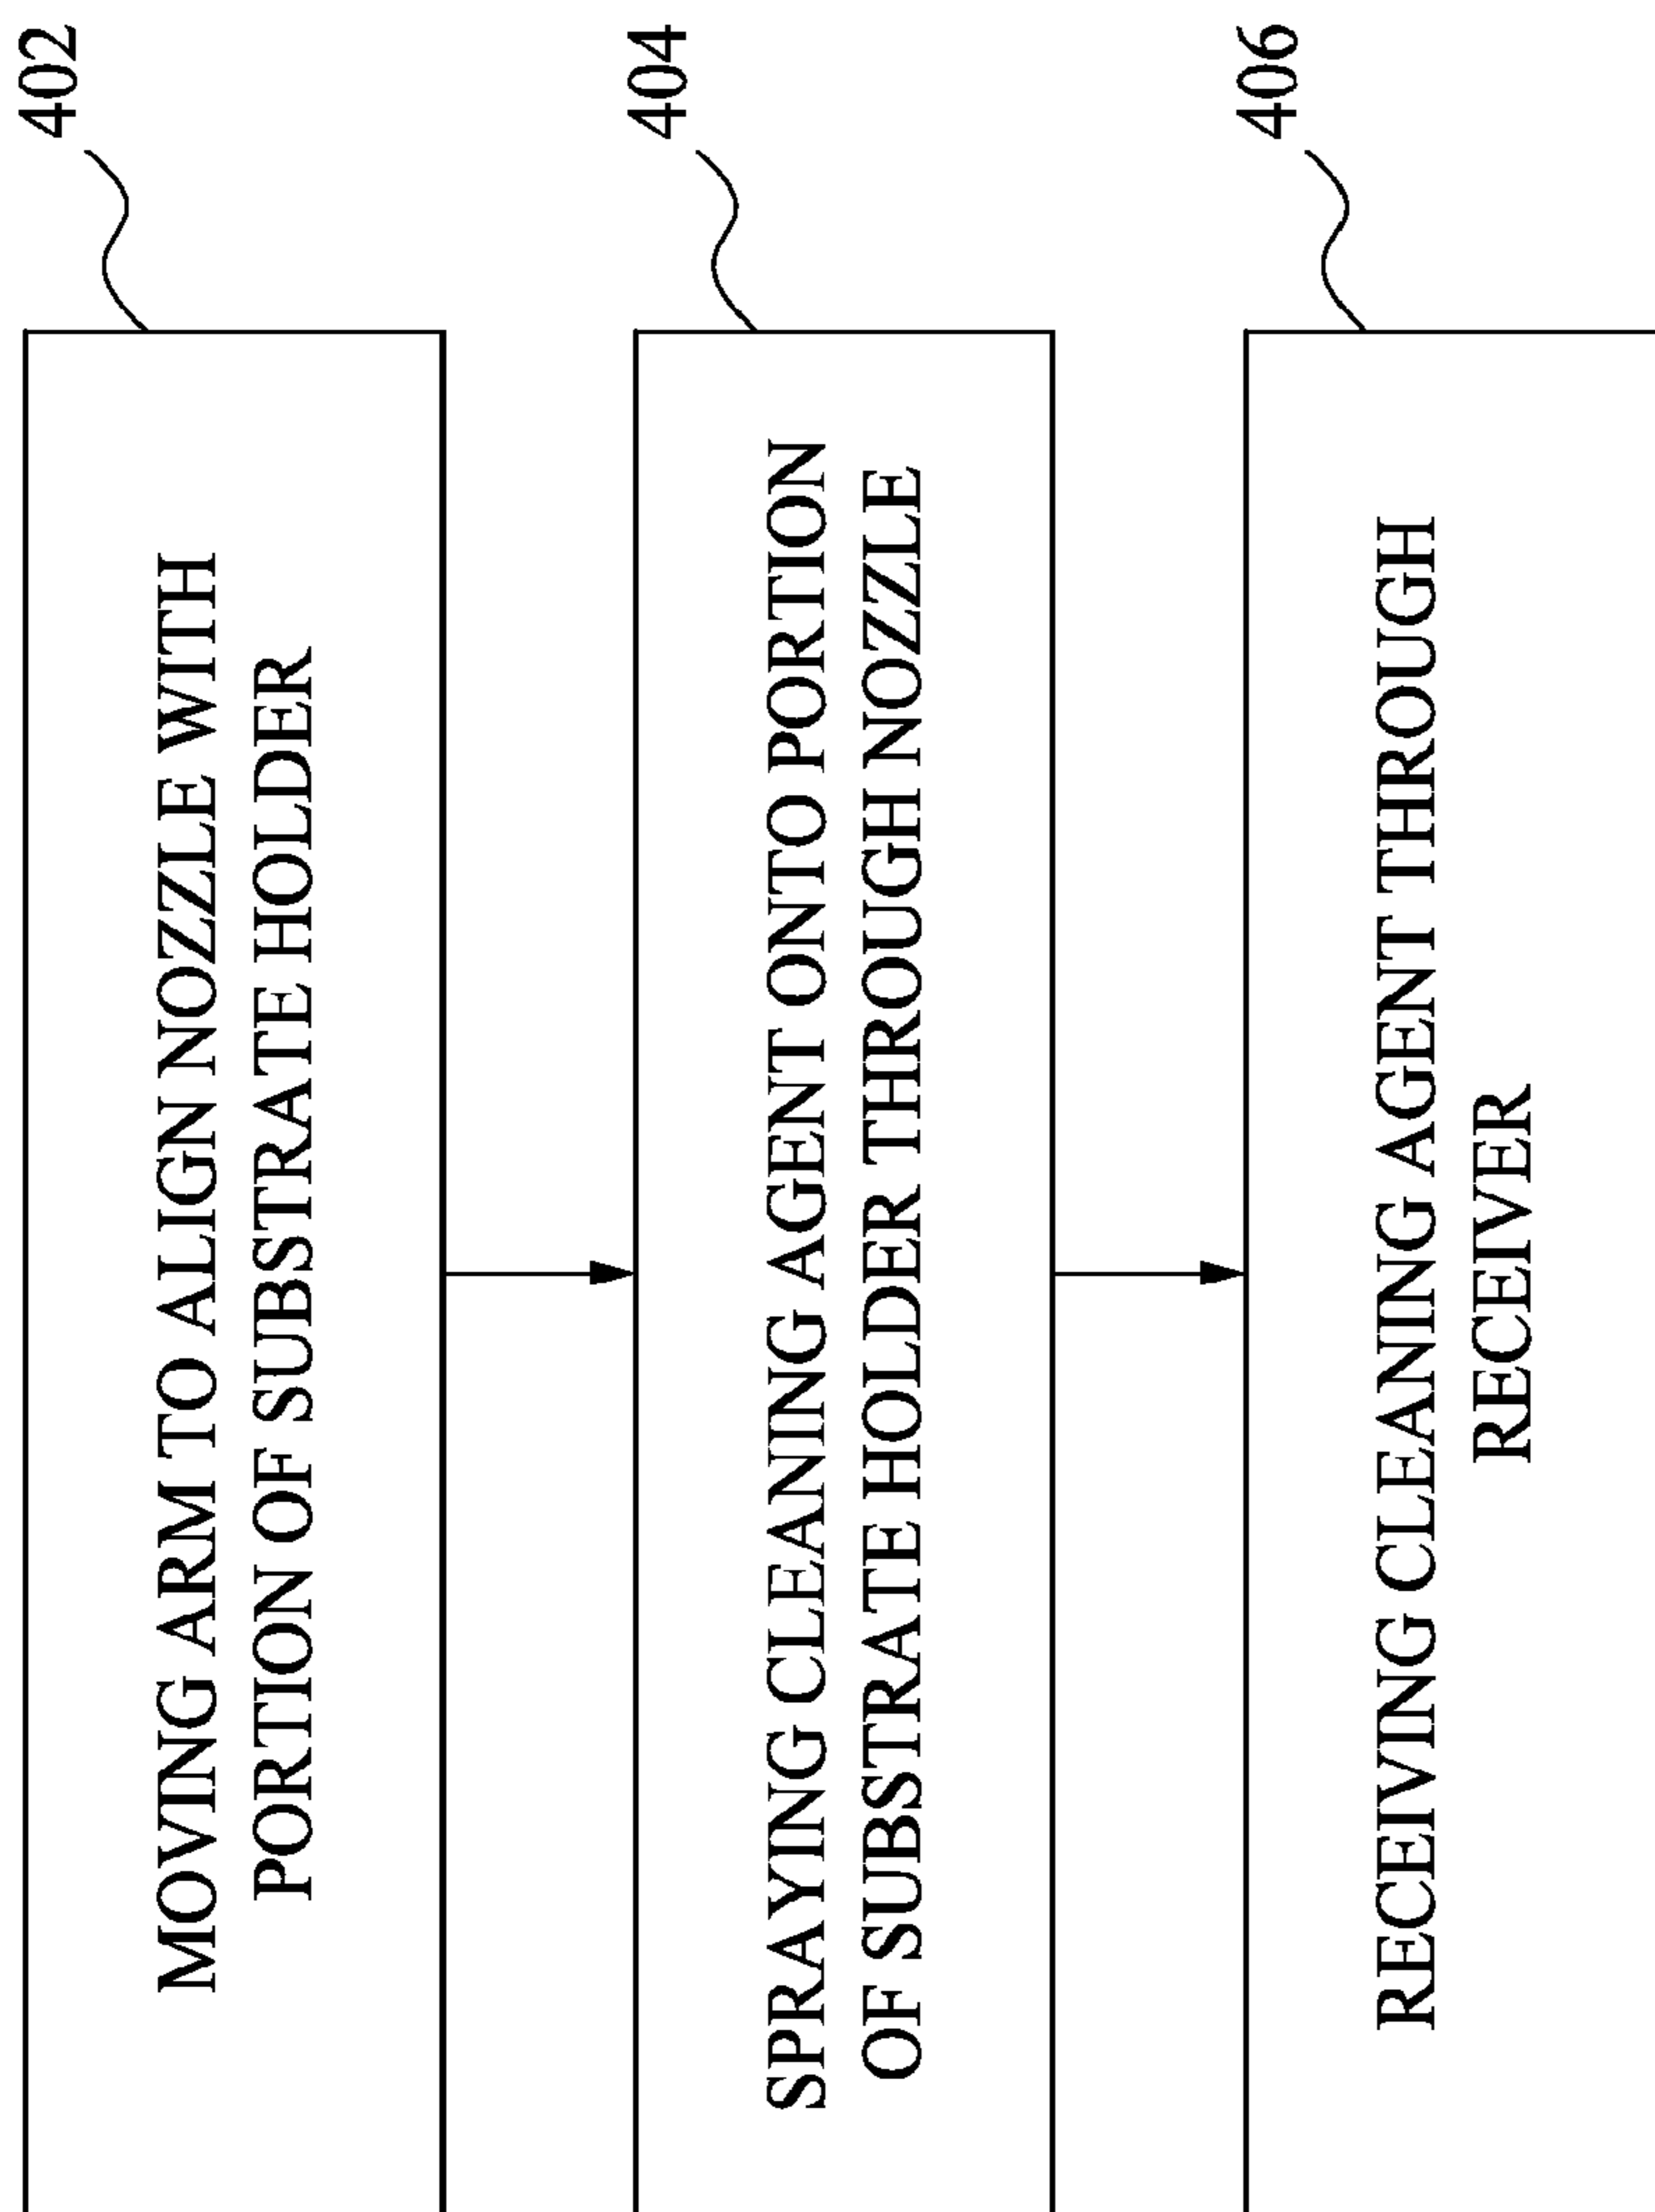 402
MOVING ARM TO ALIGN NOZZLE WITH
PORTION OF SUBSTRATE HOLDER
404
SPRAYING CLEANING AGENT ONTO PORTION
OF SUBSTRATE HOLDER THROUGH NOZZLE
406
RECEIVING CLEANING AGENT THROUGH
RECEIVER